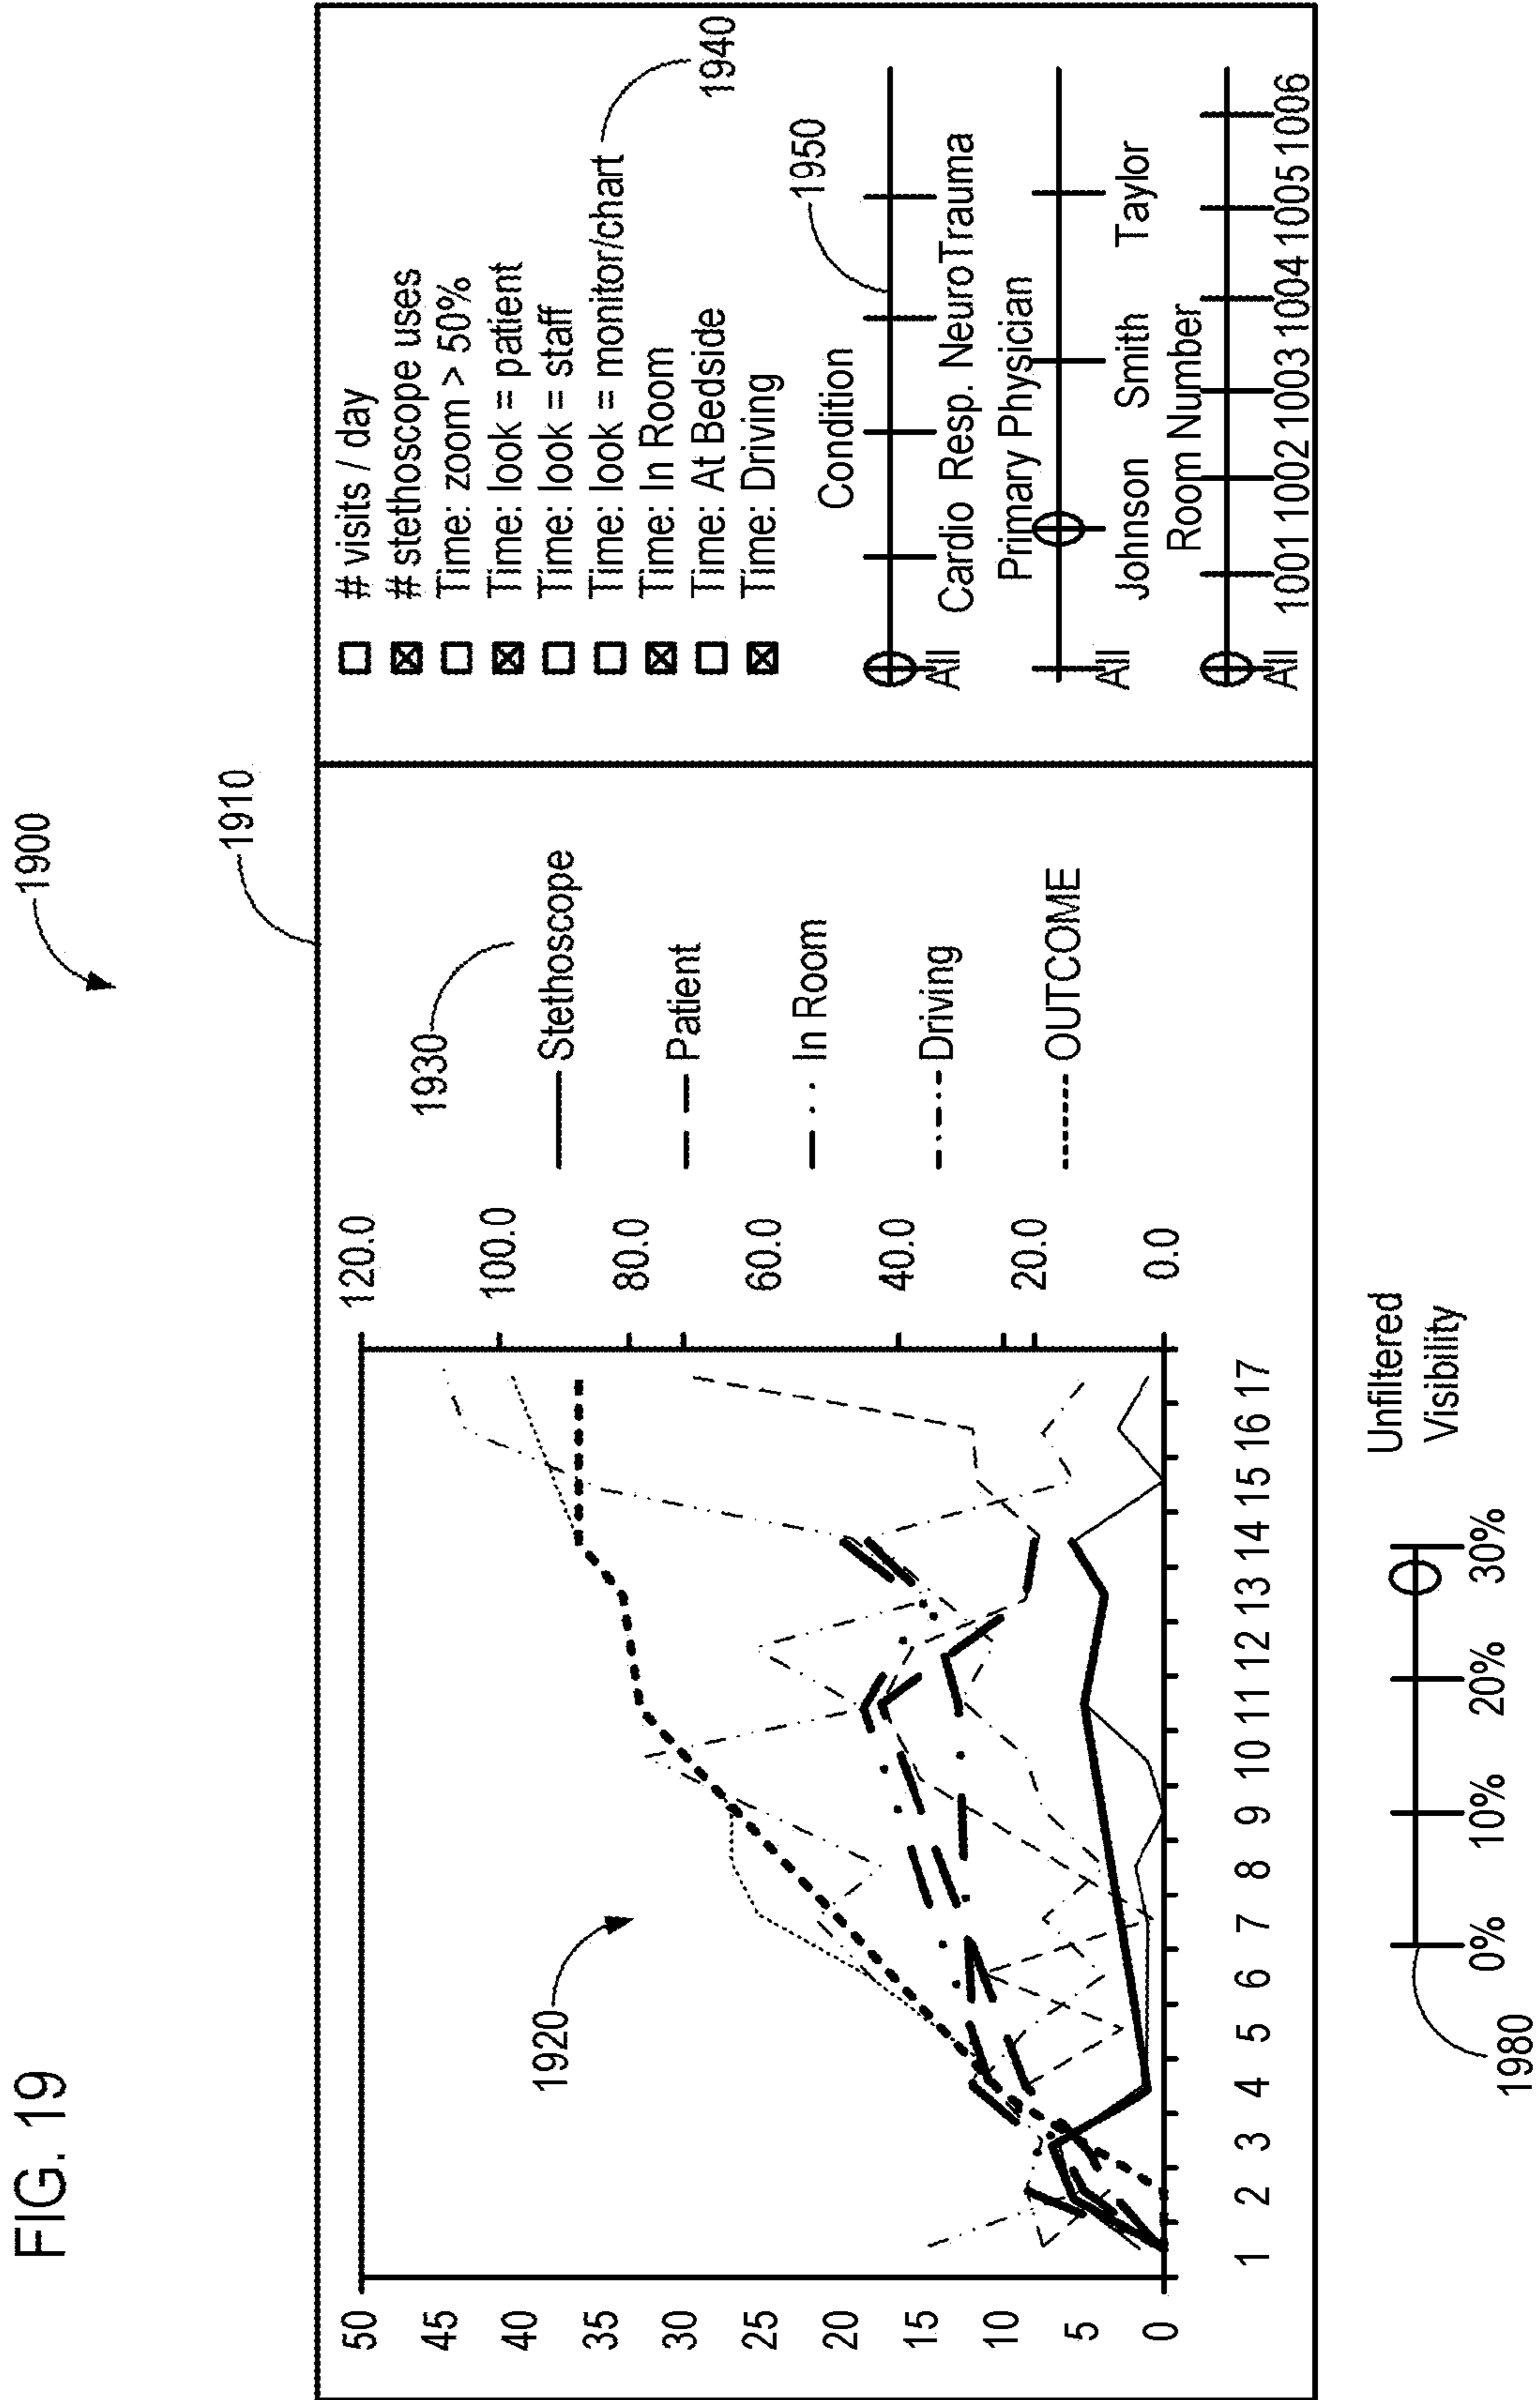 FIG. 19
1900
1910
1920
50
45
40
35
30
25
20
15
10
5
0
1 2 3 4 5 6 7 8 9 10 11 12 13 14 15 16 17
120.0
100.0
80.0
60.0
40.0
20.0
0.0
1930
Stethoscope
Patient
In Room
Driving
OUTCOME
# visits / day
# stethoscope uses
Time: zoom > 50%
Time: look = patient
Time: look = staff
Time: look = monitor/chart
Time: In Room
Time: At Bedside
Time: Driving
1940
1950
Condition
All Cardio Resp. Neuro Trauma
Primary Physician
All Johnson Smith Taylor
Room Number
All 1001 1002 1003 1004 1005 1006
1980
0% 10% 20% 30%
Unfiltered
Visibility